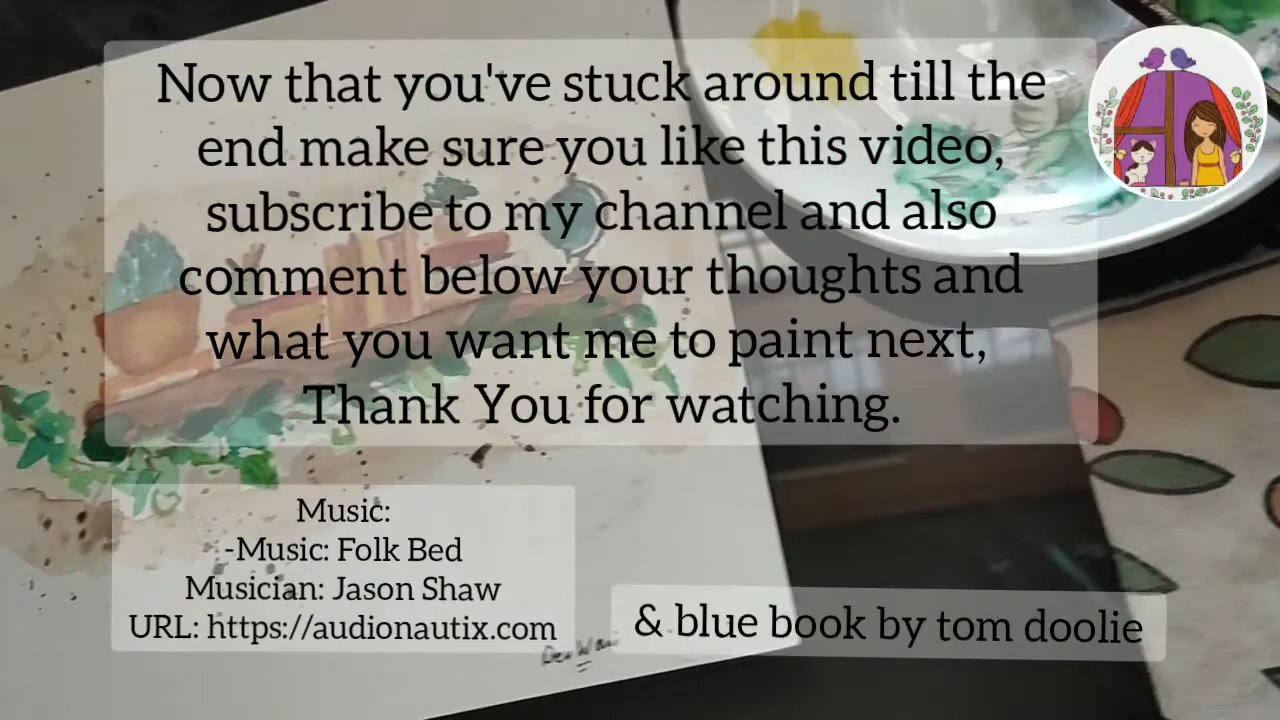 Now that you've stuck around till the
end make sure you like this video,
subscribe to my channel and also
comment below your thoughts and
what you want me to paint next,
Thank You for watching.
Music:
-Music: Folk Bed
Musician: Jason Shaw
URL: https://audionautix.com
& blue book by tom doolie